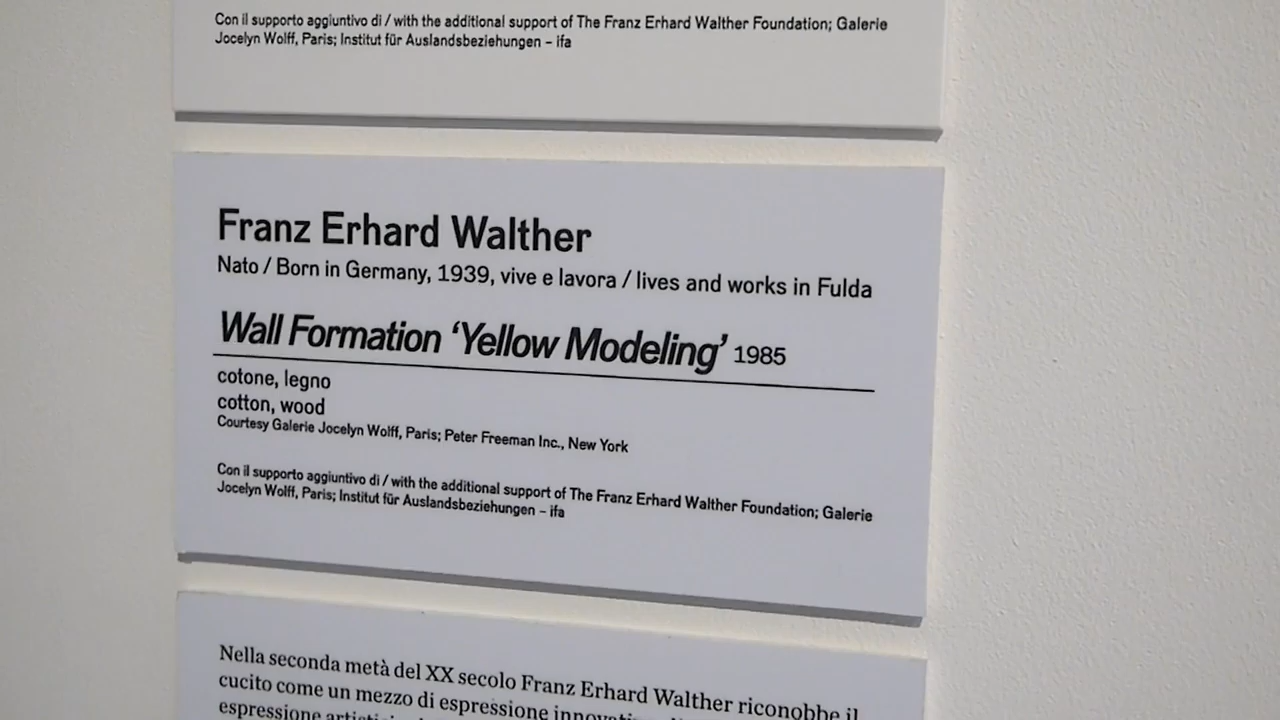 Con il supporto aggiuntivo di / with the additional support of The Franz Erhard Walther Foundation; Galerie
Jocelyn Wolff, Paris; Institut für Auslandsbeziehungen – ifa
Franz Erhard Walther
Nato / Born in Germany, 1939, vive e lavora / lives and works in Fulda
Wall Formation ‘Yellow Modeling’ 1985
cotone, legno
cotton, wood
Courtesy Galerie Jocelyn Wolff, Paris; Peter Freeman Inc., New York
Con il supporto aggiuntivo di / with the additional support of The Franz Erhard Walther Foundation; Galerie
Jocelyn Wolff, Paris; Institut für Auslandsbeziehungen – ifa
Nella seconda metà del XX secolo Franz Erhard Walther riconobbe il
cucito come un mezzo di espressione
espressione